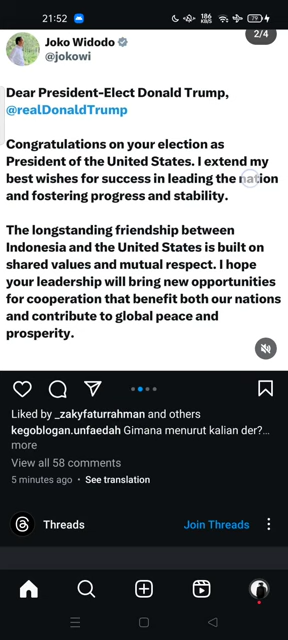 21:52
186
KB/S
79
2/4
Joko Widodo
@jokowi
Dear President-Elect Donald Trump,
@realDonaldTrump
Congratulations on your election as
President of the United States. I extend my
best wishes for success in leading the nation
and fostering progress and stability.
The longstanding friendship between
Indonesia and the United States is built on
shared values and mutual respect. I hope
your leadership will bring new opportunities
for cooperation that benefit both our nations
and contribute to global peace and
prosperity.
Liked by _zakyfaturrahman and others
kegoblogan.unfaedah Gimana menurut kalian der?...
more
View all 58 comments
5 minutes ago • See translation
Threads
Join Threads